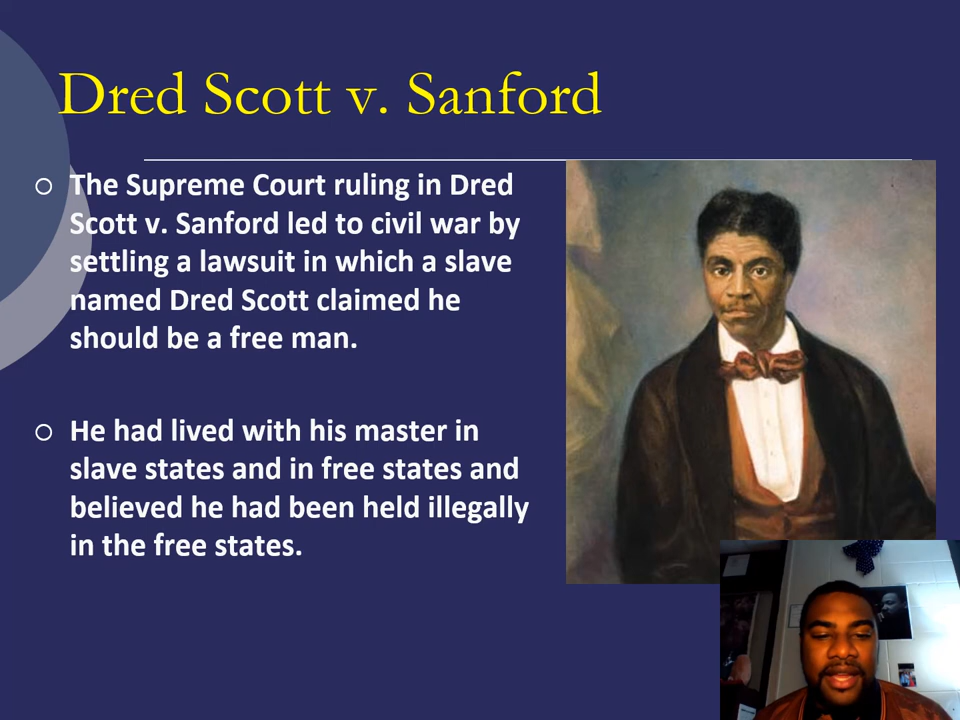 Dred Scott v. Sanford
The Supreme Court ruling in Dred
Scott v. Sanford led to civil war by
settling a lawsuit in which a slave
named Dred Scott claimed he
should be a free man.
He had lived with his master in
slave states and in free states and
believed he had been held illegally
in the free states.